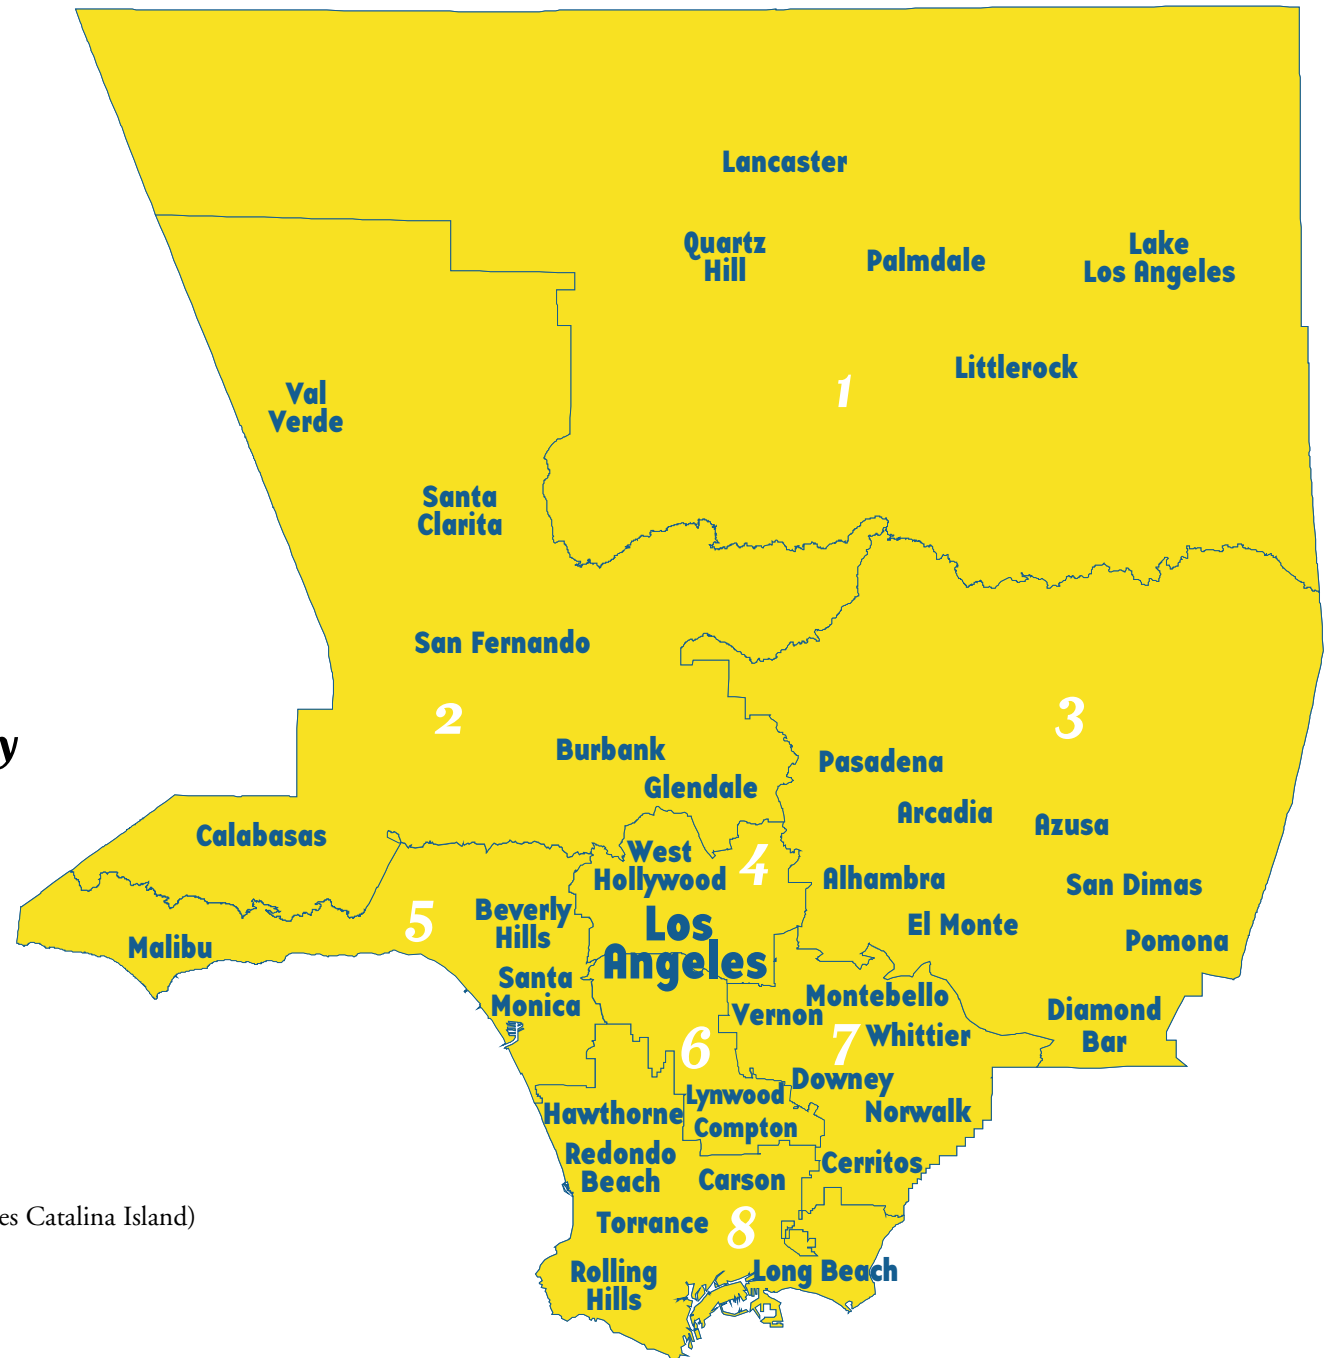 Lancaster
Quartz
Hill
Palmdale
Lake
Los Angeles
Littlerock
1
Val
Verde
Santa
Clarita
San Fernando
2
3
y
Burbank
Pasadena
Glendale
Arcadia
Azusa
Calabasas
West
Hollywood
4
Alhambra
San Dimas
5
Beverly
Hills
Los
Angeles
El Monte
Pomona
Malibu
Santa
Monica
Montebello
Vernon
Diamond
Bar
6
7
Whittier
Downey
Lynwood
Hawthorne
Norwalk
Compton
Redondo
Beach
Cerritos
Carson
es Catalina Island)
Torrance
8
Rolling
Hills
Long Beach